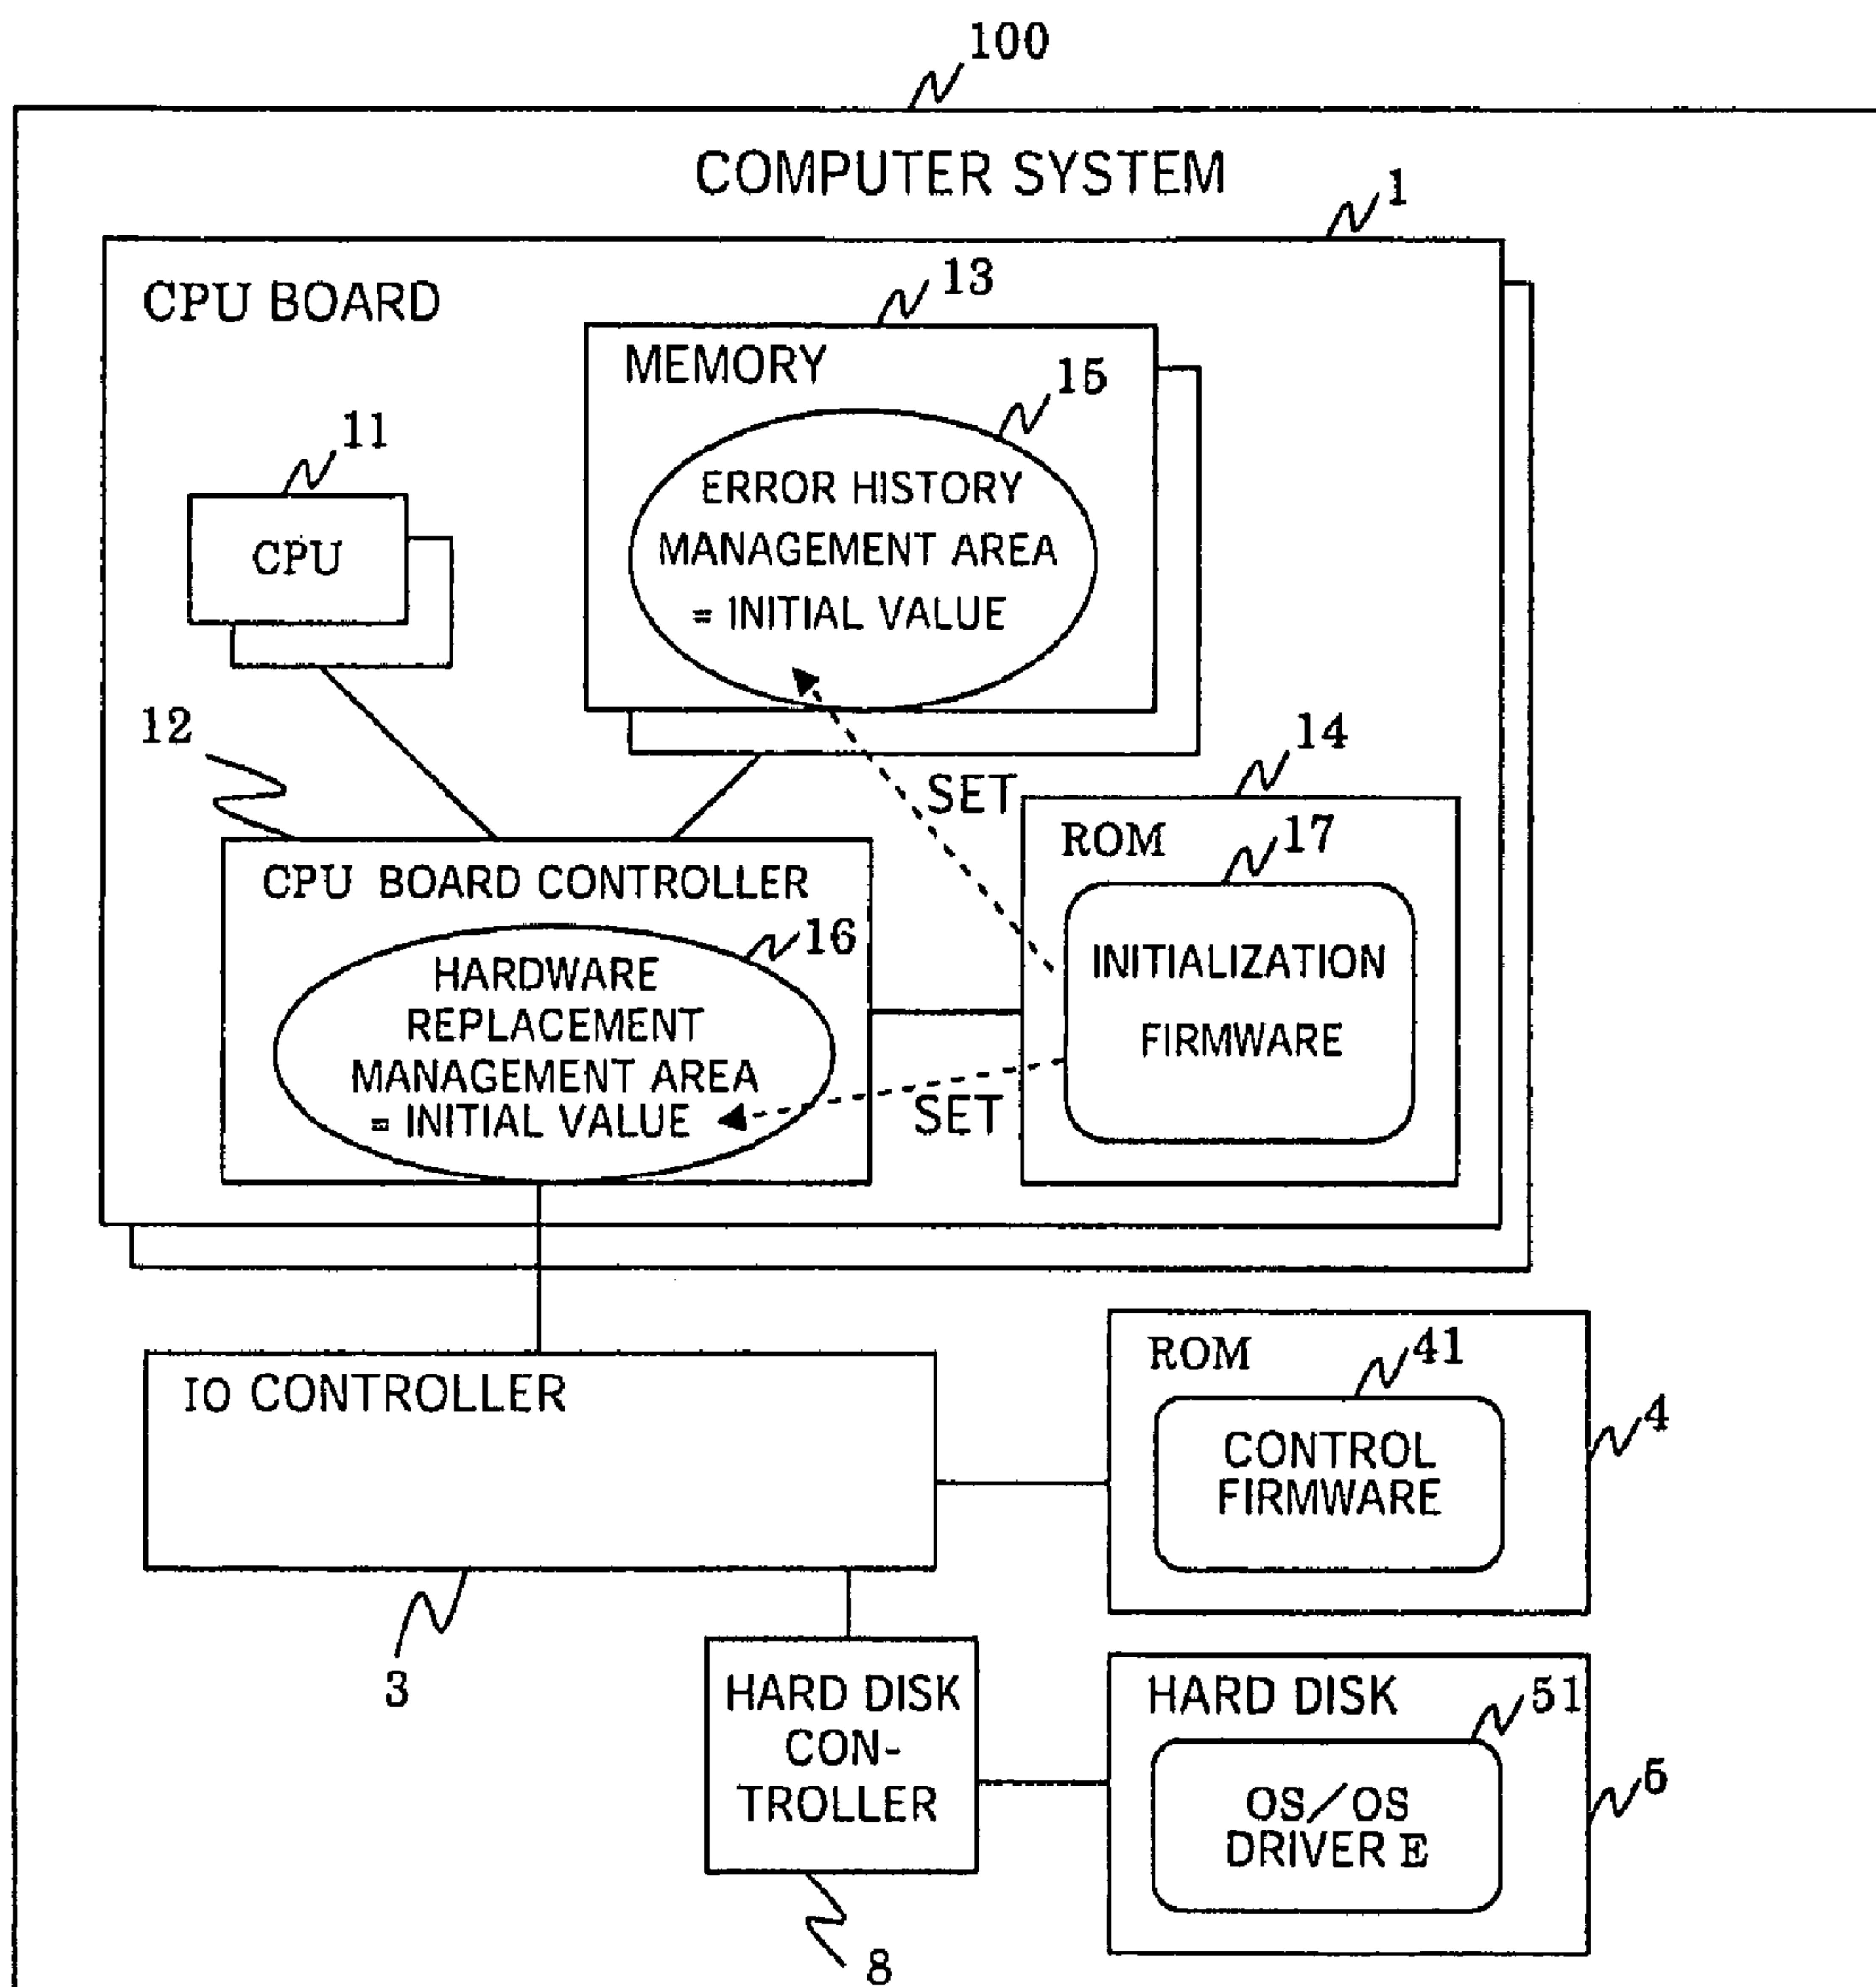 100
COMPUTER SYSTEM
1
CPU BOARD
13
MEMORY
15
11
ERROR HISTORY
MANAGEMENT AREA
= INITIAL VALUE
CPU
12
14
SET
ROM
17
CPU BOARD CONTROLLER
16
HARDWARE
REPLACEMENT
MANAGEMENT AREA
= INITIAL VALUE
INITIALIZATION
FIRMWARE
SET
IO CONTROLLER
ROM
41
4
CONTROL
FIRMWARE
3
HARD DISK
CON-
TROLLER
HARD DISK
51
5
OS/OS
DRIVER E
8